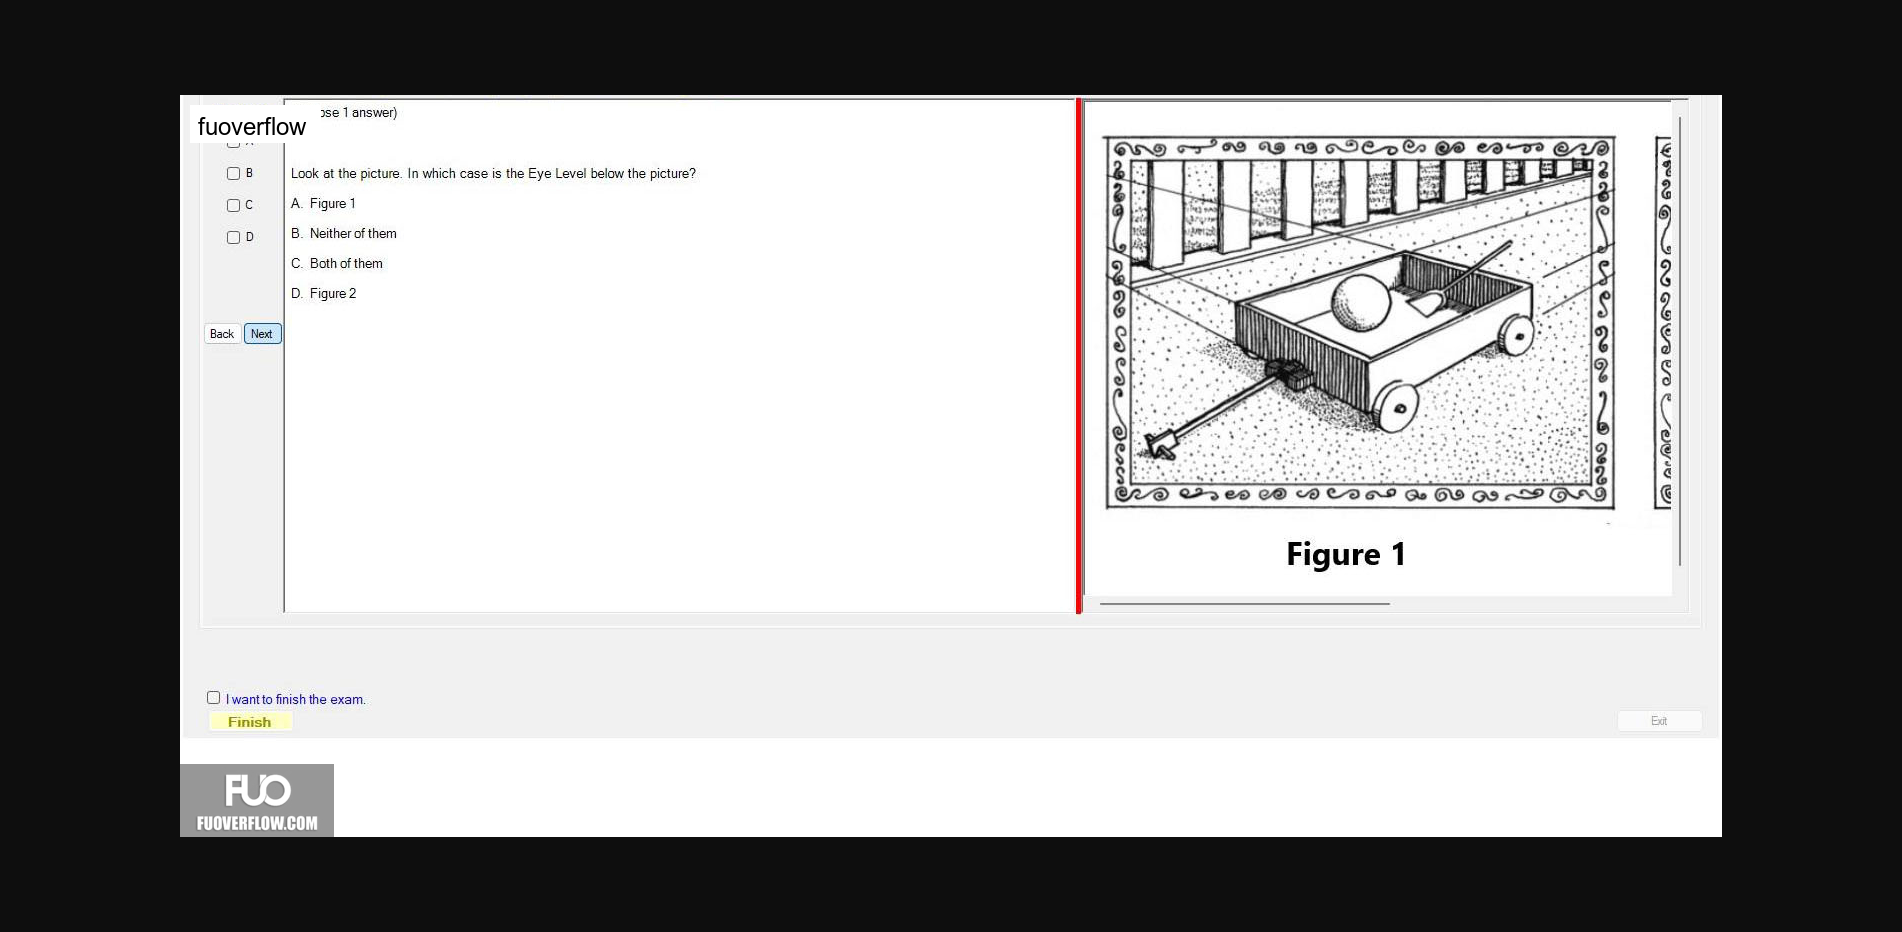 fuoverflow
ose 1 answer)
B
C
D
Look at the picture. In which case is the Eye Level below the picture?
A. Figure 1
B. Neither of them
C. Both of them
D. Figure 2
Back
Next
Figure 1
I want to finish the exam.
Finish
Exit
FUO
FUOVERFLOW.COM